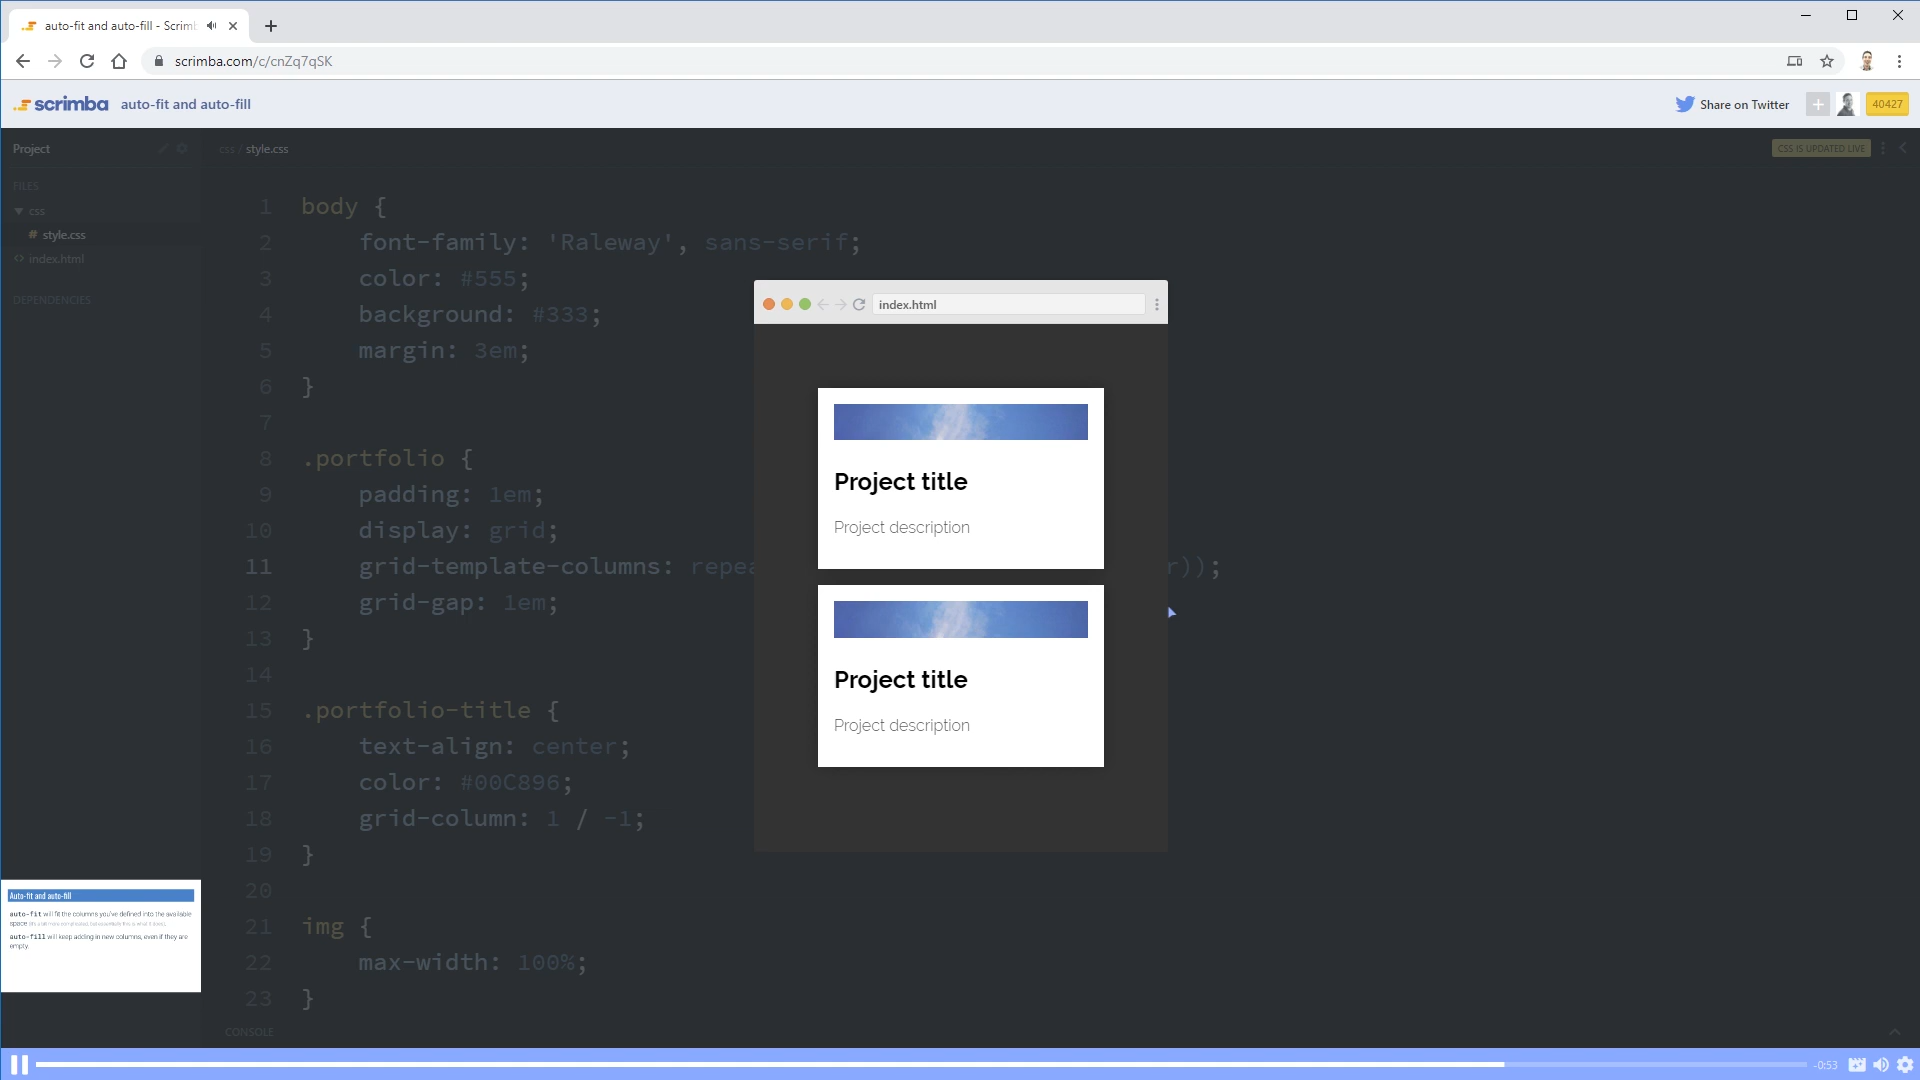 auto-fit and auto-fill - Scrimb
scrimba.com/c/cnZq7qSK
scrimba auto-fit and auto-fill
Share on Twitter
40427
Project
css / style.css
CSS IS UPDATED LIVE
FILES
css
# style.css
<> index.html
DEPENDENCIES
1 body {
2 font-family: 'Raleway', sans-serif;
3 color: #555;
4 background: #333;
5 margin: 3em;
6 }
7
8 .portfolio {
9 padding: 1em;
10 display: grid;
11 grid-template-columns: repea r));
12 grid-gap: 1em;
13 }
14
15 .portfolio-title {
16 text-align: center;
17 color: #00C896;
18 grid-column: 1 / -1;
19 }
20
21 img {
22 max-width: 100%;
23 }
index.html
Project title
Project description
Project title
Project description
Auto-fit and auto-fill
auto-fit will fit the columns you've defined into the available
space
auto-fill will keep adding in new columns, even if they are
empty.
CONSOLE
-0:53